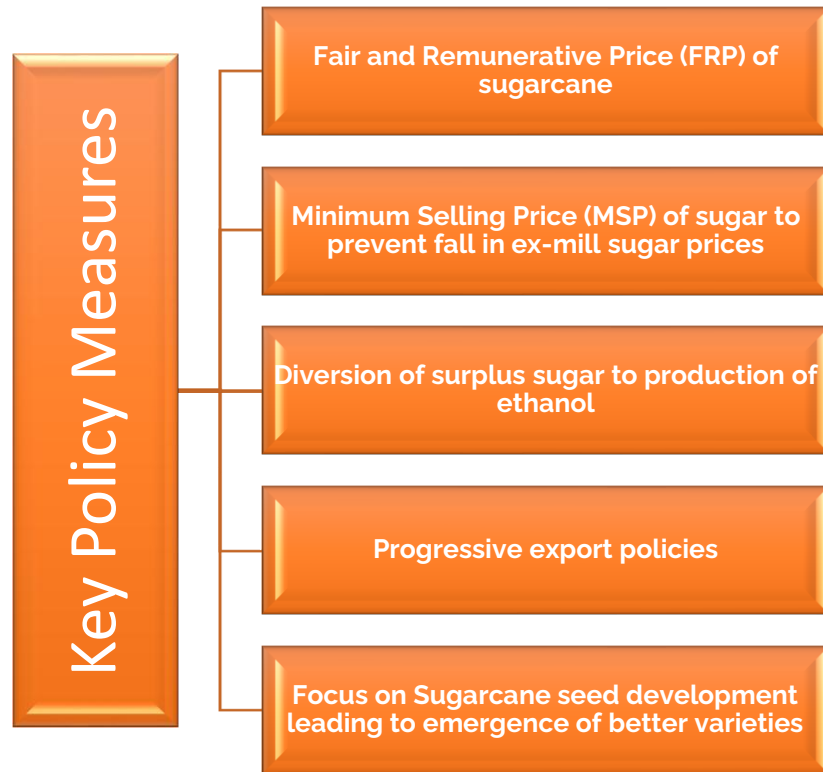 Key Policy Measures
Fair and Remunerative Price (FRP) of
sugarcane
Minimum Selling Price (MSP) of sugar to
prevent fall in ex-mill sugar prices
Diversion of surplus sugar to production of
ethanol
Progressive export policies
Focus on Sugarcane seed development
leading to emergence of better varieties